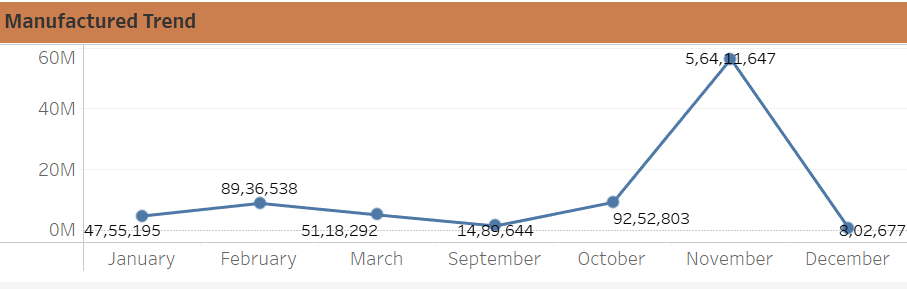 Manufactured Trend
60M
5,64,11,647
40M
20M
89,36,538
92,52,803
0M
47,55,195
51,18,292
14,89,644
8,02,677
January February March September October November December